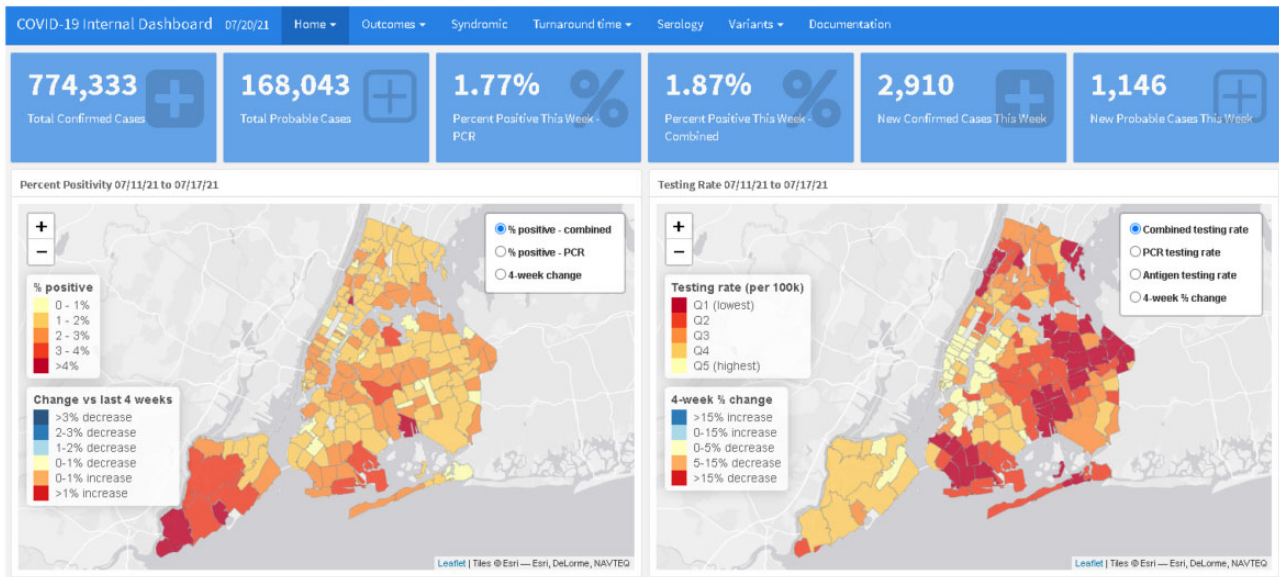 COVID-19 Internal Dashboard 07/20/21 Home Outcomes Syndromic Turnaround time Serology Variants Documentation
774,333
Total Confirmed Cases
168,043
Total Probable Cases
1.77%
Percent Positive This Week -
PCR
1.87%
Percent Positive This Week -
Combined
2,910
New Confirmed Cases This Week
1,146
New Probable Cases This Week
Percent Positivity 07/11/21 to 07/17/21
+
−
% positive - combined
% positive - PCR
4-week change
% positive
0 - 1%
1 - 2%
2 - 3%
3 - 4%
>4%
Change vs last 4 weeks
>3% decrease
2-3% decrease
1-2% decrease
0-1% decrease
0-1% increase
>1% increase
Leaflet | Tiles © Esri — Esri, DeLorme, NAVTEQ
Testing Rate 07/11/21 to 07/17/21
+
−
Combined testing rate
PCR testing rate
Antigen testing rate
4-week % change
Testing rate (per 100k)
Q1 (lowest)
Q2
Q3
Q4
Q5 (highest)
4-week % change
>15% increase
0-15% increase
0-5% decrease
5-15% decrease
>15% decrease
Leaflet | Tiles © Esri — Esri, DeLorme, NAVTEQ